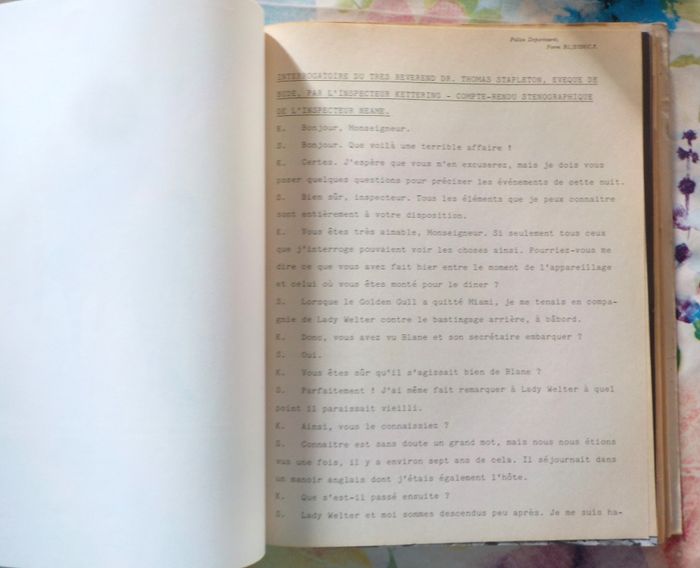 Police Department,
INTERROGATOIRE DU TRES REVEREND DR. THOMAS STAPLETON, EVEQUE DE
BUDE, PAR L'INSPECTEUR KETTERING - COMPTE-RENDU STENOGRAPHIQUE
DE L'INSPECTEUR NEAME.
K. Bonjour, Monseigneur.
S. Bonjour. Que voilà une terrible affaire !
K. Certes. J'espère que vous m'en excuserez, mais je dois vous
poser quelques questions pour préciser les événements de cette nuit.
S. Bien sûr, inspecteur. Tous les éléments que je peux connaitre
sont entièrement à votre disposition.
K. Vous êtes très aimable, Monseigneur. Si seulement tous ceux
que j'interroge pouvaient voir les choses ainsi. Pourriez-vous me
dire ce que vous avez fait hier entre le moment de l'appareillage
et celui où vous êtes monté pour le diner ?
S. Lorsque le Golden Gull a quitté Miami, je me tenais en compa-
gnie de Lady Welter contre le bastingage arrière, à bâbord.
K. Donc, vous avez vu Blane et son secrétaire embarquer ?
S. Oui.
K. Vous êtes sûr qu'il s'agissait bien de Blane ?
S. Parfaitement ! J'ai même fait remarquer à Lady Welter à quel
point il paraissait vieilli.
K. Ainsi, vous le connaissiez ?
S. Connaitre est sans doute un grand mot, mais nous nous étions
vus une fois, il y a environ sept ans de cela. Il séjournait dans
un manoir anglais dont j'étais également l'hôte.
K. Que s'est-il passé ensuite ?
S. Lady Welter et moi sommes descendus peu après. Je me suis ha-